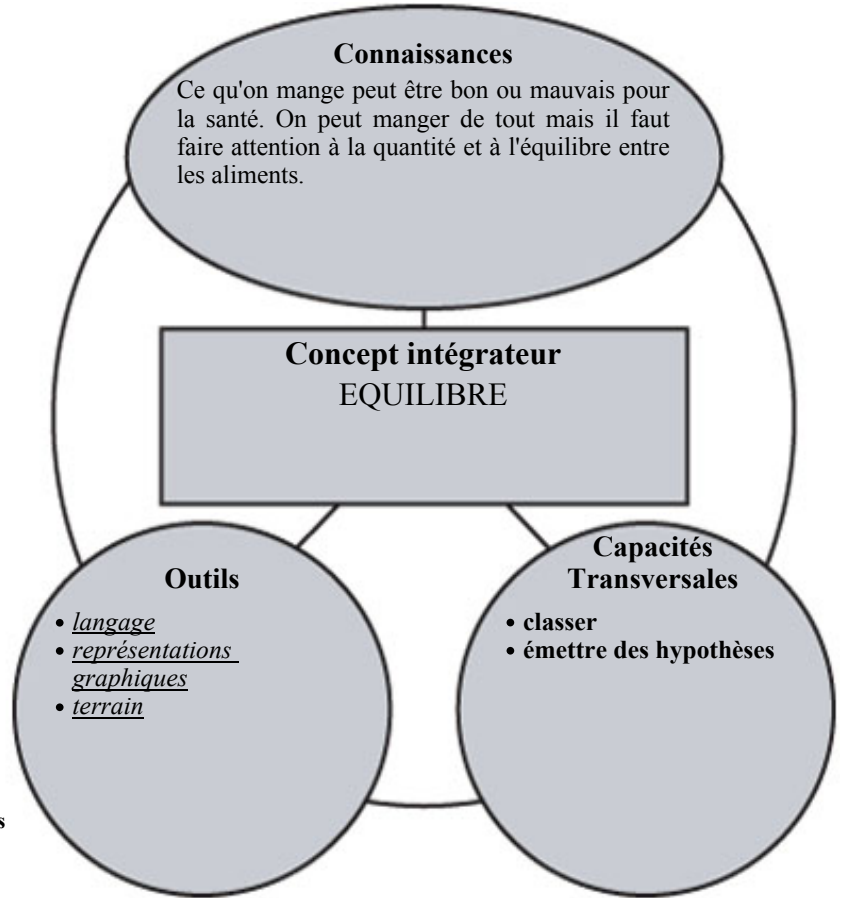 Connaissances
Ce qu'on mange peut être bon ou mauvais pour
la santé. On peut manger de tout mais il faut
faire attention à la quantité et à l'équilibre entre
les aliments.
Concept intégrateur
EQUILIBRE
Outils
• langage
• représentations
graphiques
• terrain
Capacités
Transversales
• classer
• émettre des hypothèses
s